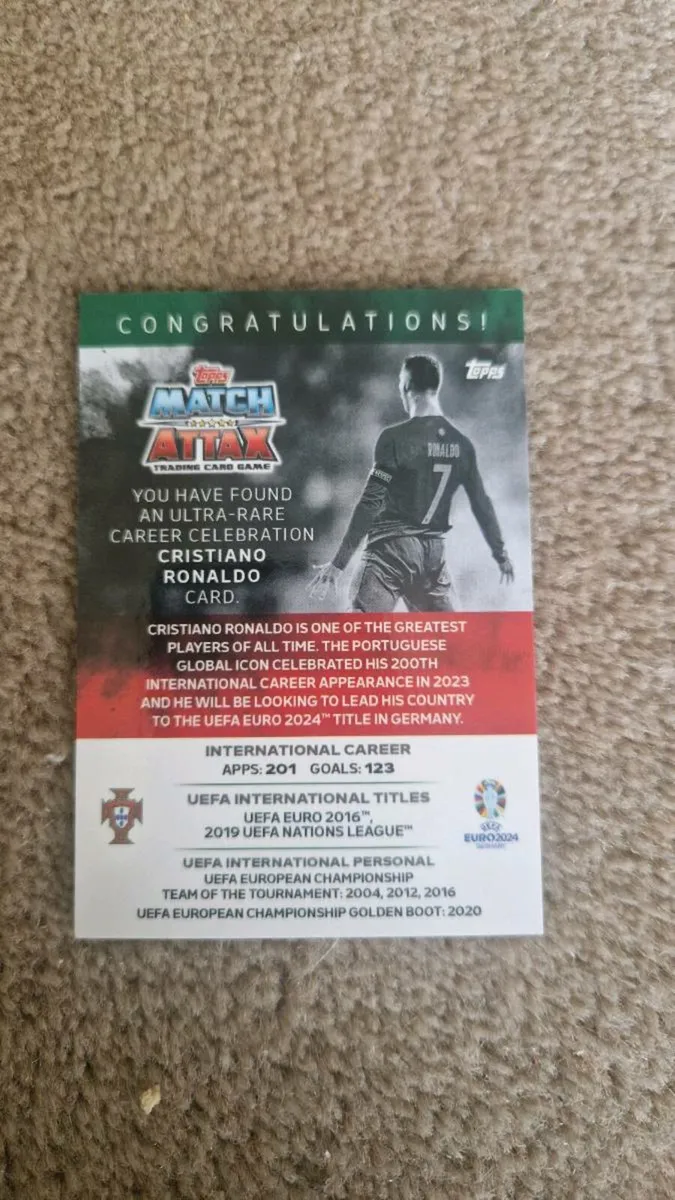 CONGRATULATIONS!
Topps
MATCH
ATTAX
TRADING CARD GAME
Topps
RONALDO
7
YOU HAVE FOUND
AN ULTRA-RARE
CAREER CELEBRATION
CRISTIANO
RONALDO
CARD.
CRISTIANO RONALDO IS ONE OF THE GREATEST
PLAYERS OF ALL TIME. THE PORTUGUESE
GLOBAL ICON CELEBRATED HIS 200TH
INTERNATIONAL CAREER APPEARANCE IN 2023
AND HE WILL BE LOOKING TO LEAD HIS COUNTRY
TO THE UEFA EURO 2024™ TITLE IN GERMANY.
INTERNATIONAL CAREER
APPS: 201 GOALS: 123
UEFA INTERNATIONAL TITLES
UEFA EURO 2016™,
2019 UEFA NATIONS LEAGUE™
UEFA
EURO2024
GERMANY
UEFA INTERNATIONAL PERSONAL
UEFA EUROPEAN CHAMPIONSHIP
TEAM OF THE TOURNAMENT: 2004, 2012, 2016
UEFA EUROPEAN CHAMPIONSHIP GOLDEN BOOT: 2020